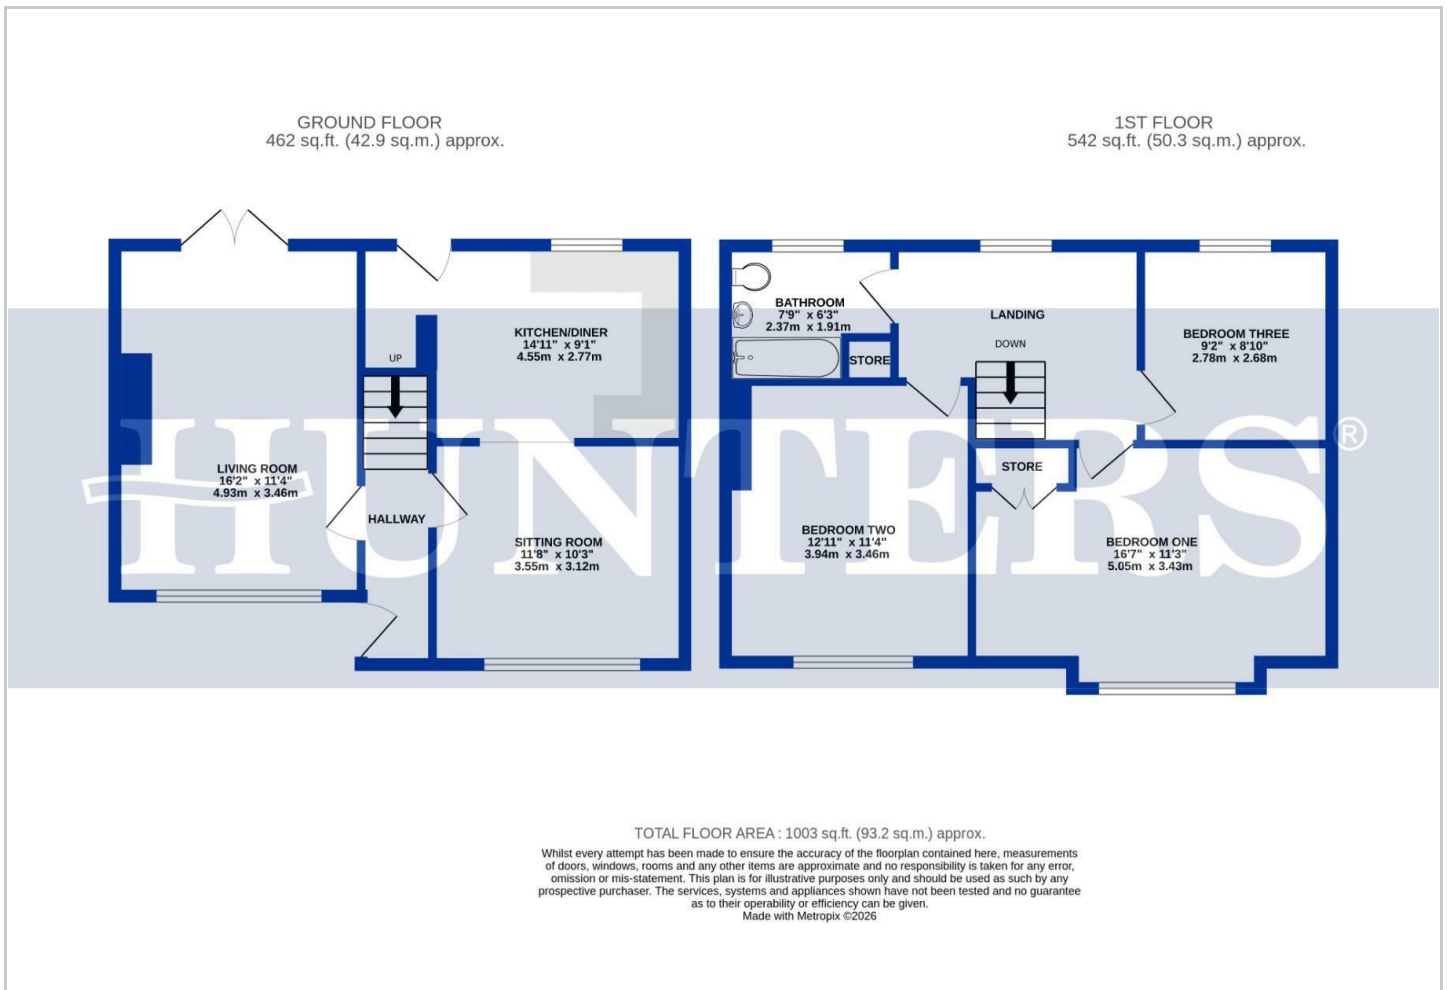 GROUND FLOOR
462 sq.ft. (42.9 sq.m.) approx.
1ST FLOOR
542 sq.ft. (50.3 sq.m.) approx.
KITCHEN/DINER
14'11" x 9'1"
4.55m x 2.77m
UP
LIVING ROOM
16'2" x 11'4"
4.93m x 3.46m
HALLWAY
SITTING ROOM
11'8" x 10'3"
3.55m x 3.12m
BATHROOM
7'9" x 6'3"
2.37m x 1.91m
STORE
LANDING
DOWN
BEDROOM THREE
9'2" x 8'10"
2.78m x 2.68m
STORE
BEDROOM TWO
12'11" x 11'4"
3.94m x 3.46m
BEDROOM ONE
16'7" x 11'3"
5.05m x 3.43m
HUNTERS®
TOTAL FLOOR AREA : 1003 sq.ft. (93.2 sq.m.) approx.
Whilst every attempt has been made to ensure the accuracy of the floorplan contained here, measurements
of doors, windows, rooms and any other items are approximate and no responsibility is taken for any error,
omission or mis-statement. This plan is for illustrative purposes only and should be used as such by any
prospective purchaser. The services, systems and appliances shown have not been tested and no guarantee
as to their operability or efficiency can be given.
Made with Metropix ©2026